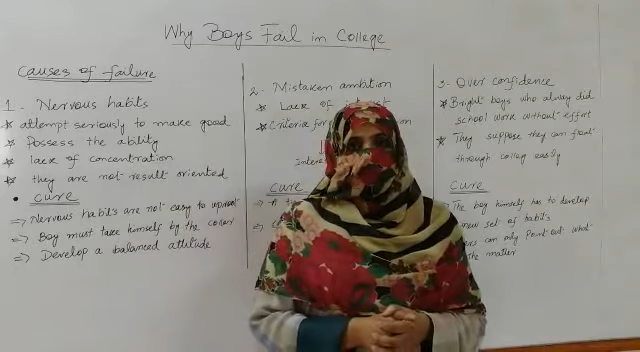 Why Boys Fail in College
Causes of failure
1. Nervous habits
* attempt seriously to make good
* Possess the ability
* lack of concentration
* they are not result oriented
• Cure
⇒ Nervous habits are not easy to uproot
⇒ Boy must take himself by the collar
⇒ Develop a balanced attitude
2. Mistaken ambition
* Lack of
* Criteria for
Cure
3. Over confidence
* Bright boys who alway did
school work without effort
* They suppose they can float
through colleg easily
Cure
The boy himself has to develop
new set of habits
can only point out what
the matter